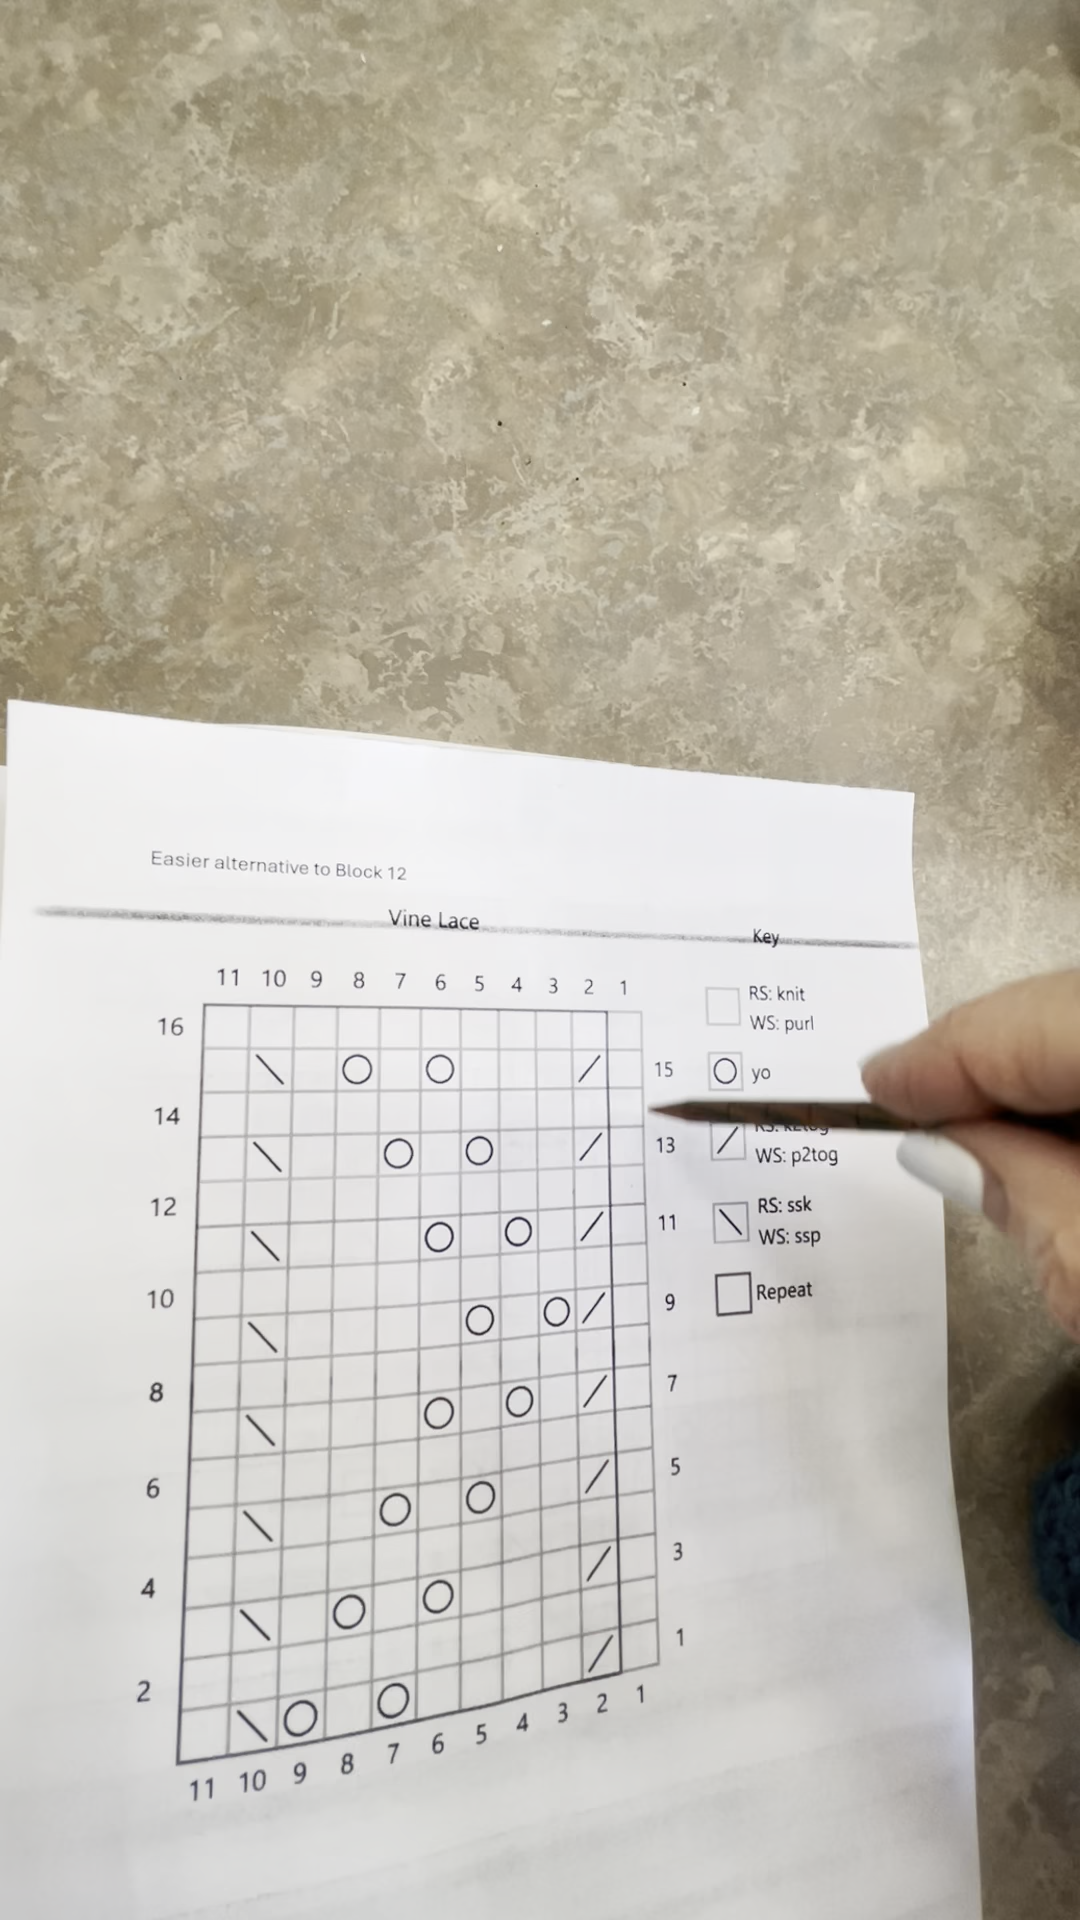 Easier alternative to Block 12
Vine Lace
Key
11 10 9 8 7 6 5 4 3 2 1
16
15
14
13
12
11
10
9
8
7
6
5
4
3
2
1
11 10 9 8 7 6 5 4 3 2 1
RS: knit
WS: purl
yo
RS: k2tog
WS: p2tog
RS: ssk
WS: ssp
Repeat